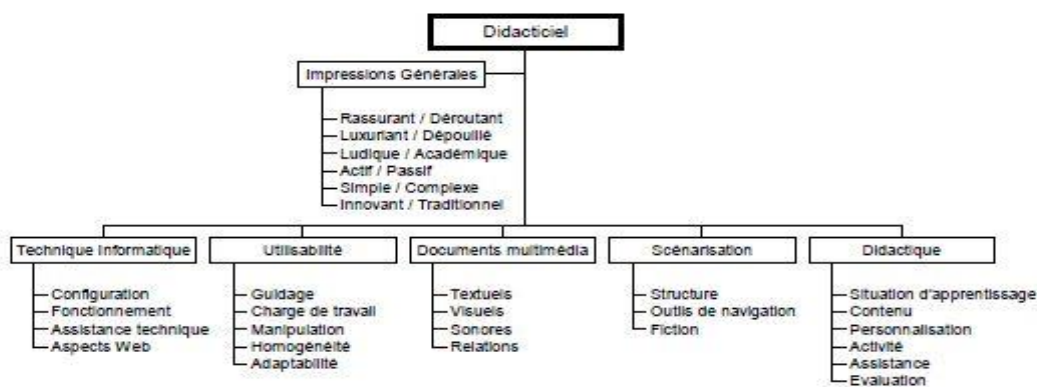 Didacticiel
Impressions Générales
Rassurant / Déroutant
Luxuriant / Dépouillé
Ludique / Académique
Actif / Passif
Simple / Complexe
Innovant / Traditionnel
Technique Informatique
Configuration
Fonctionnement
Assistance technique
Aspects Web
Utilisabilité
Guidage
Charge de travail
Manipulation
Homogénéité
Adaptabilité
Documents multimédia
Textuels
Visuels
Sonores
Relations
Scénarisation
Structure
Outils de navigation
Fiction
Didactique
Situation d'apprentissage
Contenu
Personnalisation
Activité
Assistance
Evaluation